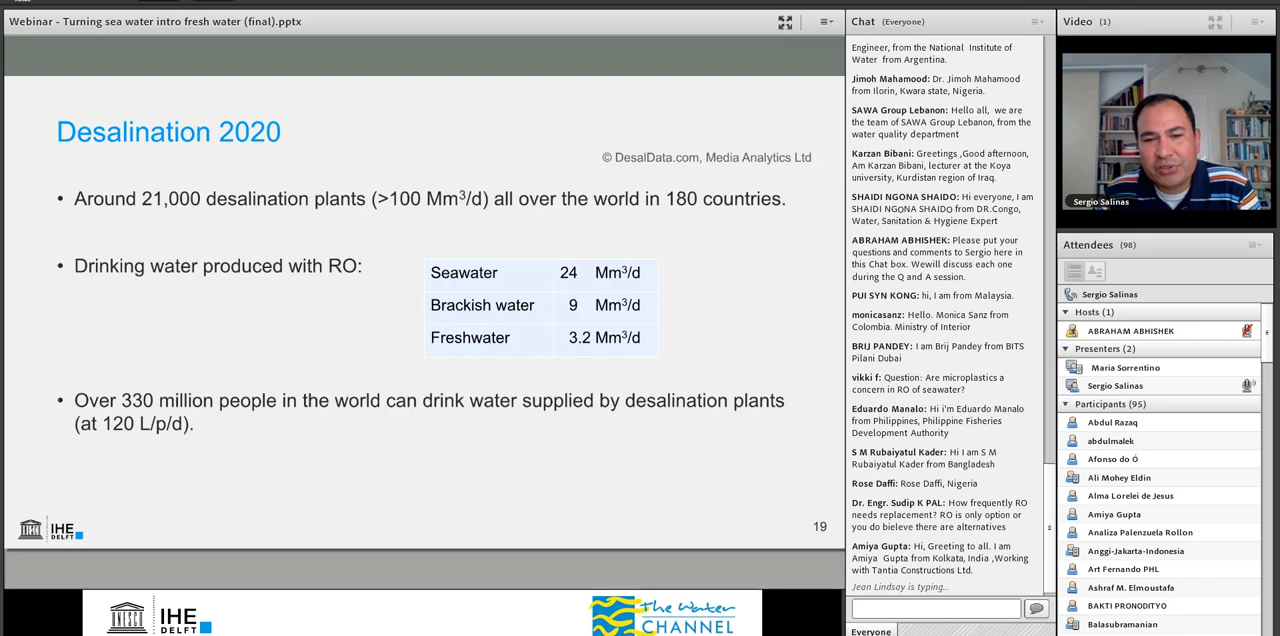 Webinar - Turning sea water intro fresh water (final).pptx
Desalination 2020
© DesalData.com, Media Analytics Ltd
• Around 21,000 desalination plants (>100 Mm³/d) all over the world in 180 countries.
• Drinking water produced with RO:
Seawater 24 Mm³/d
Brackish water 9 Mm³/d
Freshwater 3.2 Mm³/d
• Over 330 million people in the world can drink water supplied by desalination plants
(at 120 L/p/d).
IHE
DELFT
19
UNESCO
IHE
DELFT
The Water
CHANNEL
Chat (Everyone)
Engineer, from the National Institute of
Water from Argentina.
Jimoh Mahamood: Dr. Jimoh Mahamood
from Ilorin, Kwara state, Nigeria.
SAWA Group Lebanon: Hello all, we are
the team of SAWA Group Lebanon, from the
water quality department
Karzan Bibani: Greetings ,Good afternoon,
Am Karzan Bibani, lecturer at the Koya
university, Kurdistan region of Iraq.
SHAIDI NGONA SHAIDO: Hi everyone, I am
SHAIDI NGONA SHAIDO from DR.Congo,
Water, Sanitation & Hygiene Expert
ABRAHAM ABHISHEK: Please put your
questions and comments to Sergio here in
this Chat box. Wewill discuss each one
during the Q and A session.
PUI SYN KONG: hi, I am from Malaysia.
monicasanz: Hello. Monica Sanz from
Colombia. Ministry of Interior
BRIJ PANDEY: I am Brij Pandey from BITS
Pilani Dubai
vikki f: Question: Are microplastics a
concern in RO of seawater?
Eduardo Manalo: Hi i'm Eduardo Manalo
from Philippines, Philippine Fisheries
Development Authority
S M Rubaiyatul Kader: Hi I am S M
Rubaiyatul Kader from Bangladesh
Rose Daffi: Rose Daffi, Nigeria
Dr. Engr. Sudip K PAL: How frequently RO
needs replacement? RO is only option or
you do bieleve there are alternatives
Amiya Gupta: Hi, Greeting to all. I am
Amiya Gupta from Kolkata, India ,Working
with Tantia Constructions Ltd.
Jean Lindsay is typing...
Everyone
Video (1)
Sergio Salinas
Attendees (98)
Sergio Salinas
Hosts (1)
ABRAHAM ABHISHEK
Presenters (2)
Maria Sorrentino
Sergio Salinas
Participants (95)
Abdul Razaq
abdulmalek
Afonso do Ó
Ali Mohey Eldin
Alma Lorelei de Jesus
Amiya Gupta
Analiza Palenzuela Rollon
Anggi-Jakarta-Indonesia
Art Fernando PHL
Ashraf M. Elmoustafa
BAKTI PRONODITYO
Balasubramanian